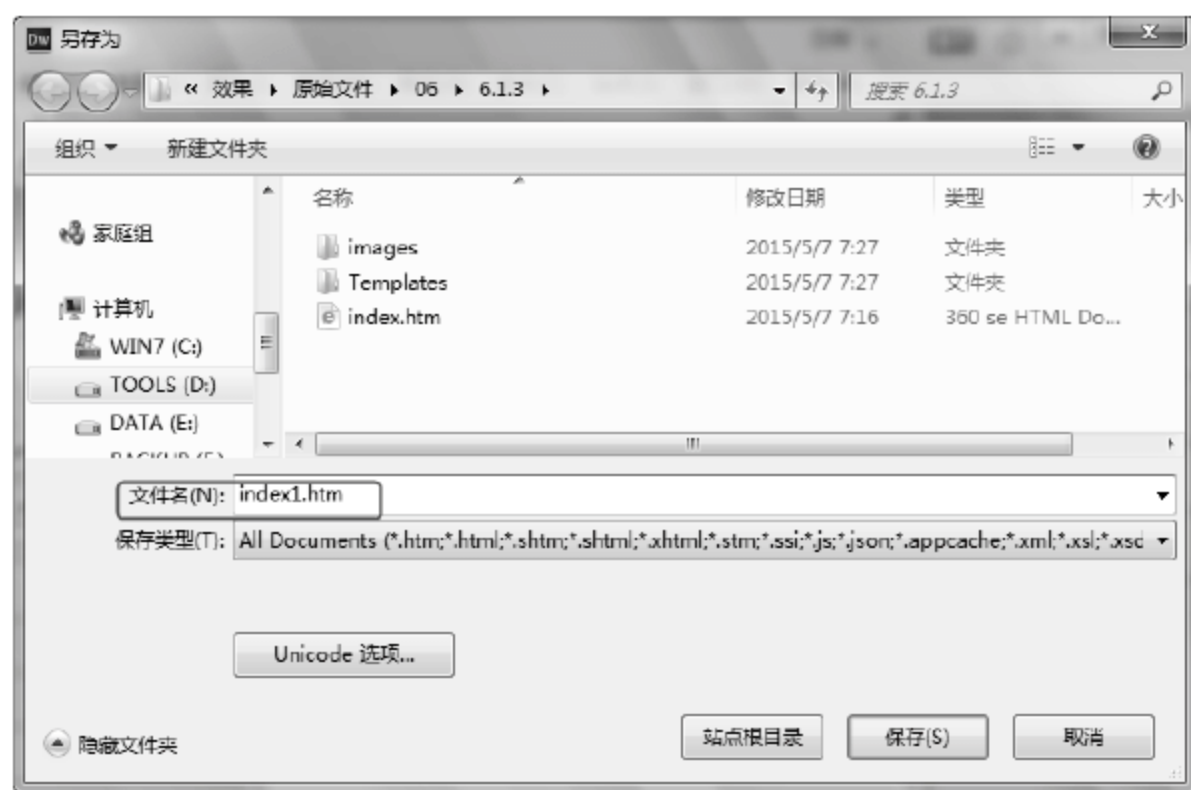 Dw 另存为
« 效果 ▸ 原始文件 ▸ 06 ▸ 6.1.3 ▸ 搜索 6.1.3
组织 新建文件夹
名称 修改日期 类型 大小
家庭组
images 2015/5/7 7:27 文件夹
Templates 2015/5/7 7:27 文件夹
计算机
index.htm 2015/5/7 7:16 360 se HTML Do...
WIN7 (C:)
TOOLS (D:)
DATA (E:)
文件名(N): index1.htm
保存类型(T): All Documents (*.htm;*.html;*.shtm;*.shtml;*.xhtml;*.stm;*.ssi;*.js;*.json;*.appcache;*.xml;*.xsl;*.xsd
Unicode 选项...
隐藏文件夹 站点根目录 保存(S) 取消